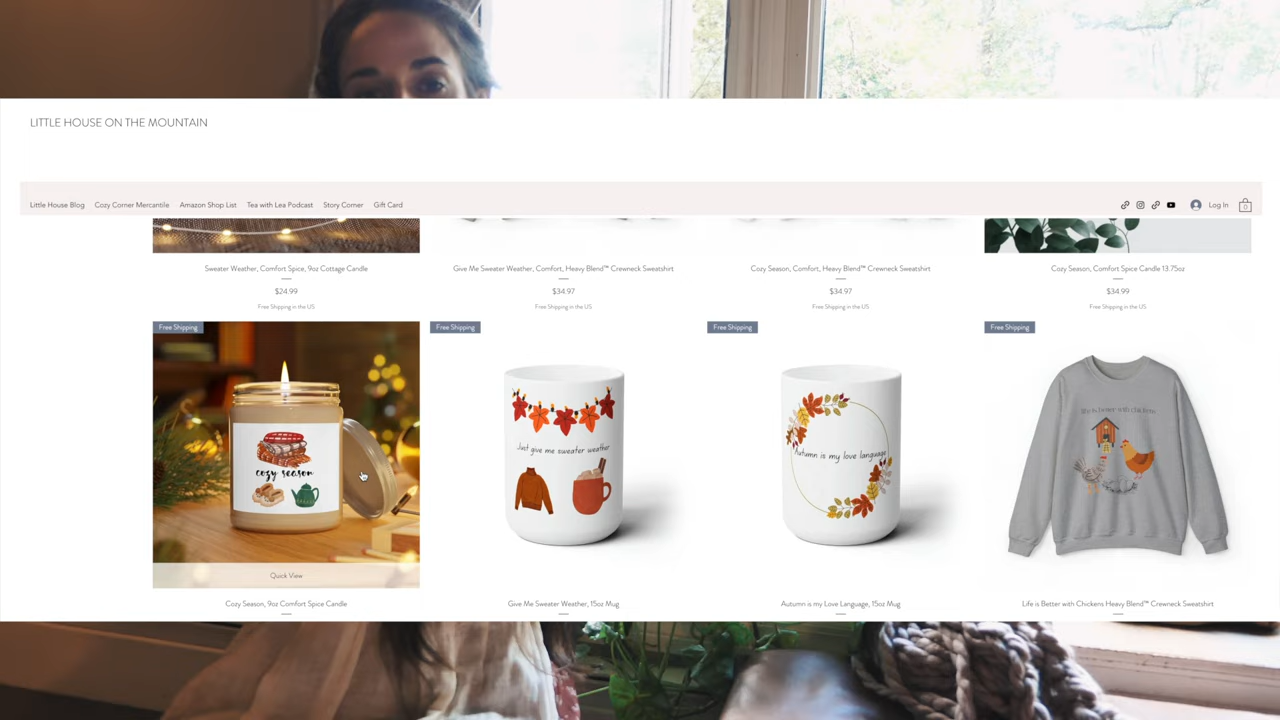 LITTLE HOUSE ON THE MOUNTAIN
Little House Blog Cozy Corner Mercantile Amazon Shop List Tea with Lea Podcast Story Corner Gift Card Log In 0
Sweater Weather, Comfort Spice, 9oz Cottage Candle
$24.99
Free Shipping in the US
Give Me Sweater Weather, Comfort, Heavy Blend™ Crewneck Sweatshirt
$34.97
Free Shipping in the US
Cozy Season, Comfort, Heavy Blend™ Crewneck Sweatshirt
$34.97
Free Shipping in the US
Cozy Season, Comfort Spice Candle 13.75oz
$34.99
Free Shipping in the US
Free Shipping
cozy season
Quick View
Cozy Season, 9oz Comfort Spice Candle
Free Shipping
Just give me sweater weather
Give Me Sweater Weather, 15oz Mug
Free Shipping
Autumn is my love language
Autumn is my Love Language, 15oz Mug
Free Shipping
life is better with chickens
Life is Better with Chickens Heavy Blend™ Crewneck Sweatshirt